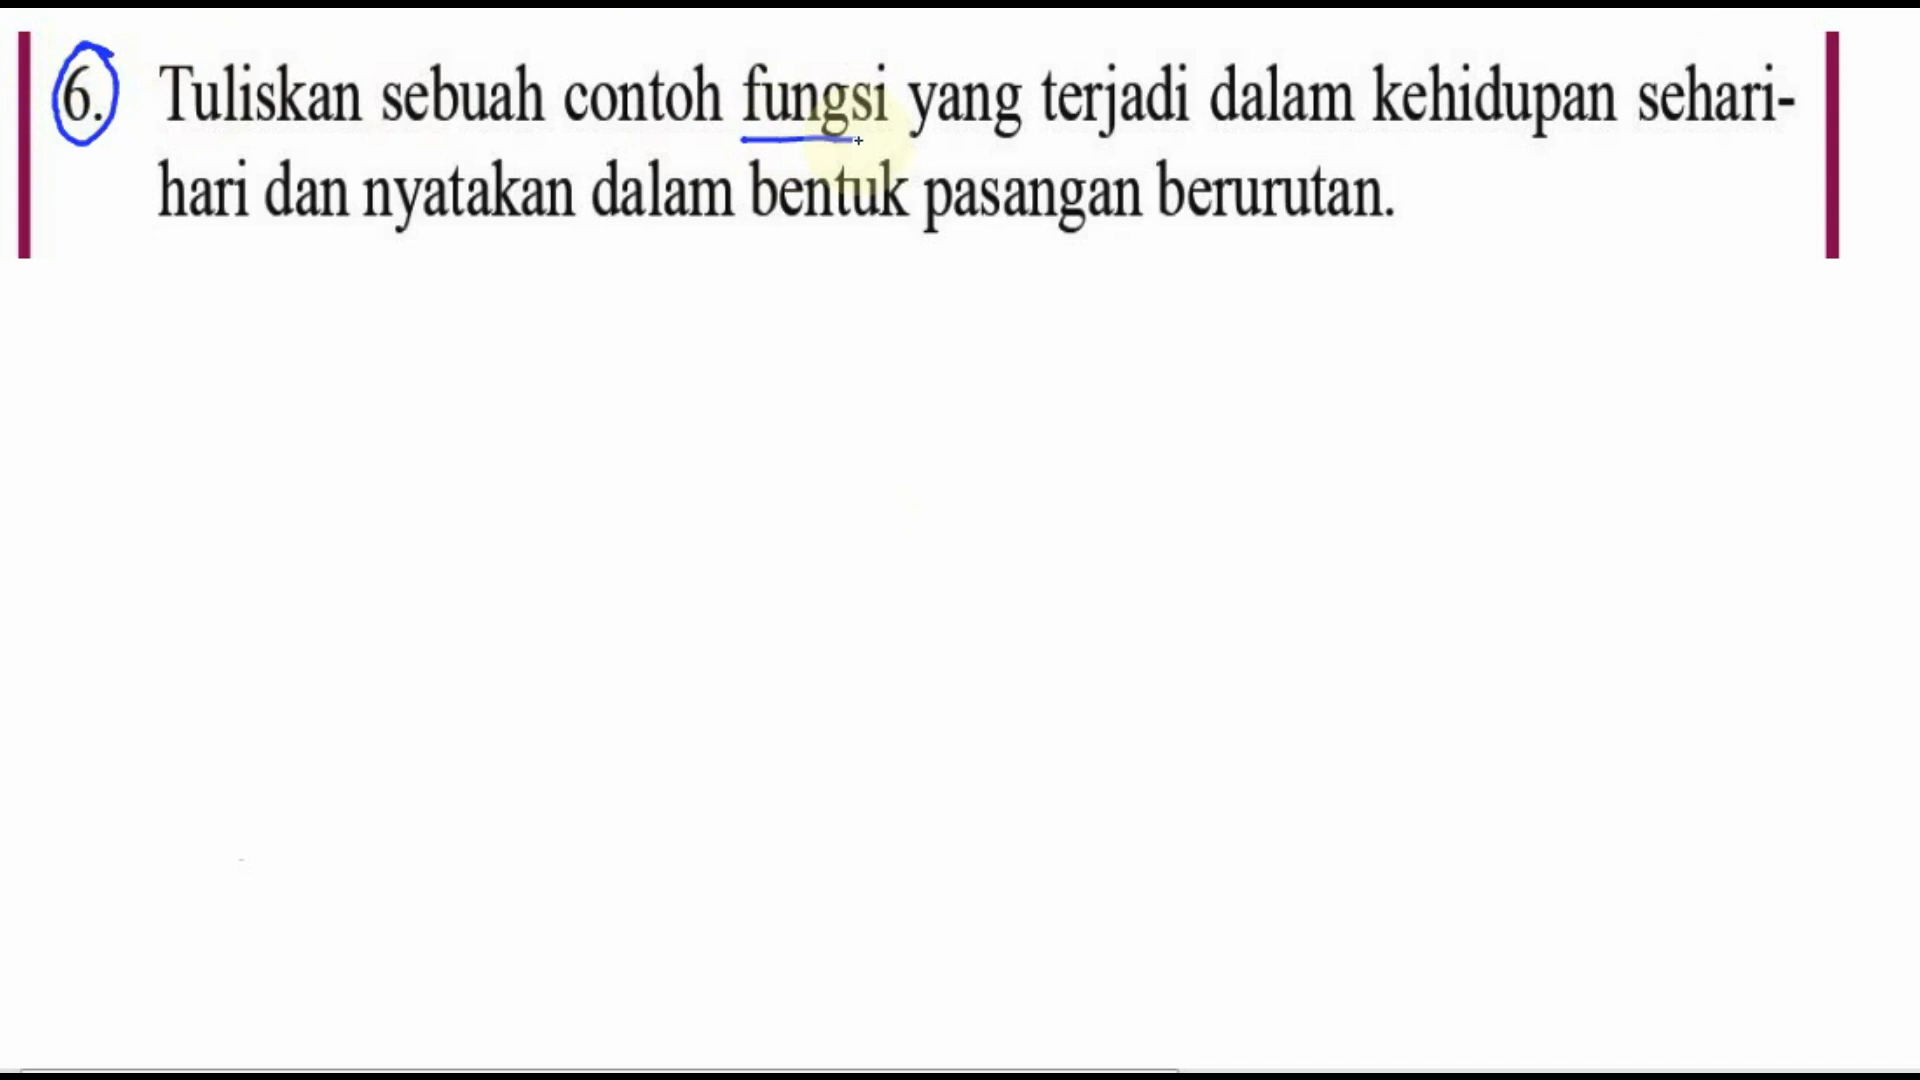 6. Tuliskan sebuah contoh fungsi yang terjadi dalam kehidupan sehari-
hari dan nyatakan dalam bentuk pasangan berurutan.